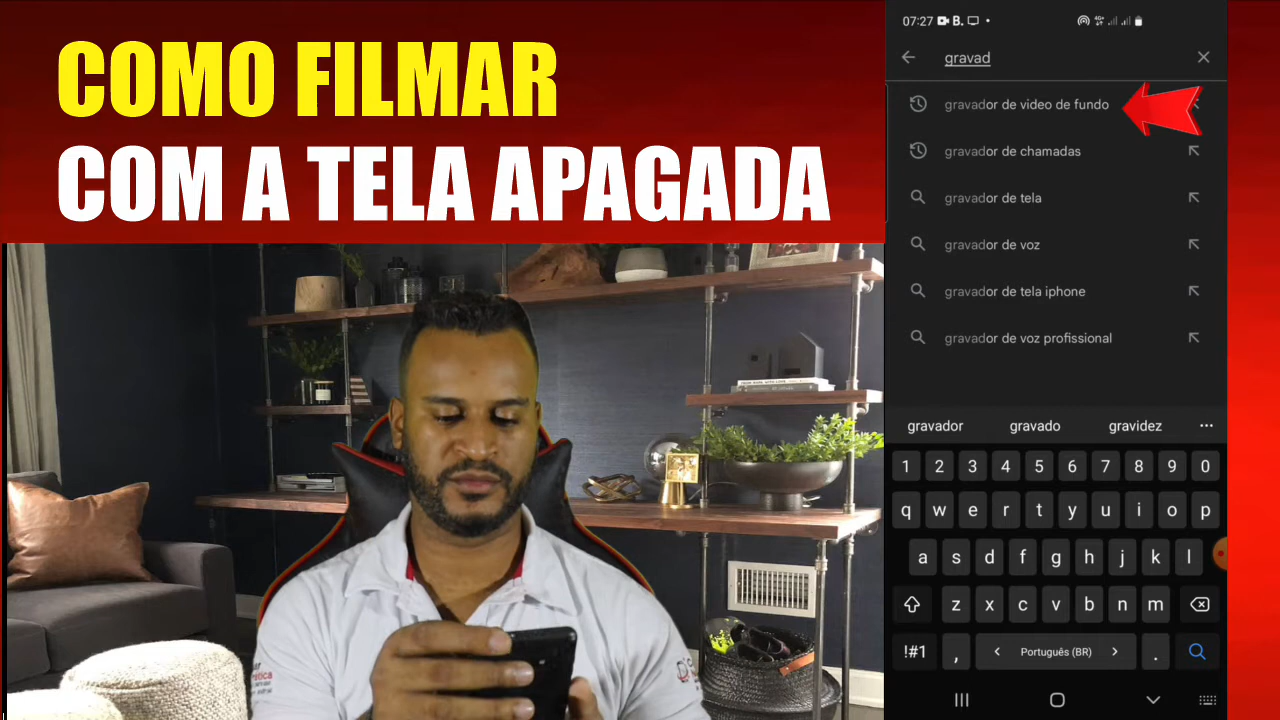 COMO FILMAR
COM A TELA APAGADA
07:27 B.
gravad
gravador de video de fundo
gravador de chamadas
gravador de tela
gravador de voz
gravador de tela iphone
gravador de voz profissional
gravador gravado gravidez
1 2 3 4 5 6 7 8 9 0
q w e r t y u i o p
a s d f g h j k l
z x c v b n m
!#1 , Português (BR) .